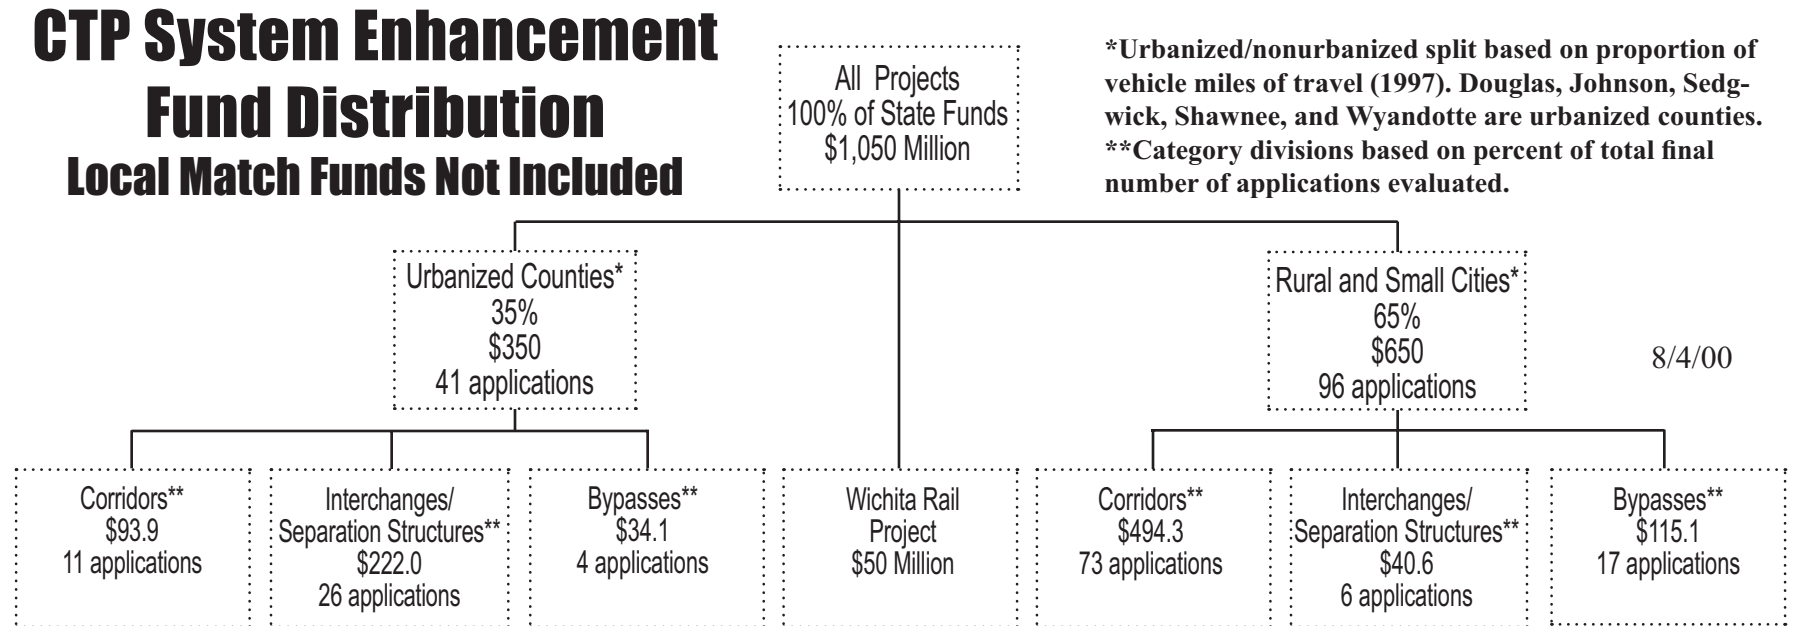 CTP System Enhancement
Fund Distribution
Local Match Funds Not Included
All Projects
100% of State Funds
$1,050 Million
*Urbanized/nonurbanized split based on proportion of
vehicle miles of travel (1997). Douglas, Johnson, Sedg-
wick, Shawnee, and Wyandotte are urbanized counties.
**Category divisions based on percent of total final
number of applications evaluated.
Urbanized Counties*
35%
$350
41 applications
Rural and Small Cities*
65%
$650
96 applications
8/4/00
Corridors**
$93.9
11 applications
Interchanges/
Separation Structures**
$222.0
26 applications
Bypasses**
$34.1
4 applications
Wichita Rail
Project
$50 Million
Corridors**
$494.3
73 applications
Interchanges/
Separation Structures**
$40.6
6 applications
Bypasses**
$115.1
17 applications